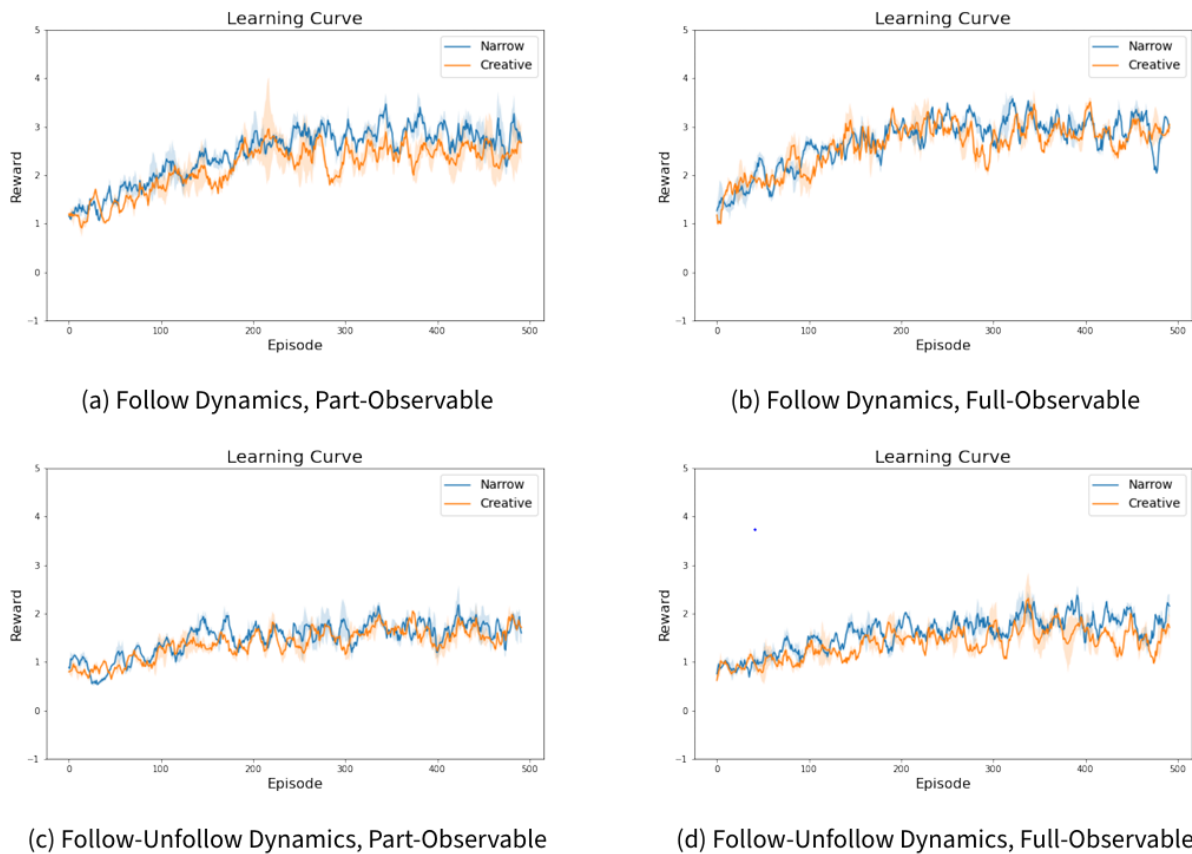 Learning Curve
5
4
3
2
1
0
−1
Reward
Narrow
Creative
0 100 200 300 400 500
Episode
(a) Follow Dynamics, Part-Observable
Learning Curve
5
4
3
2
1
0
−1
Reward
Narrow
Creative
0 100 200 300 400 500
Episode
(b) Follow Dynamics, Full-Observable
Learning Curve
5
4
3
2
1
0
−1
Reward
Narrow
Creative
0 100 200 300 400 500
Episode
(c) Follow-Unfollow Dynamics, Part-Observable
Learning Curve
5
4
3
2
1
0
−1
Reward
Narrow
Creative
0 100 200 300 400 500
Episode
(d) Follow-Unfollow Dynamics, Full-Observable